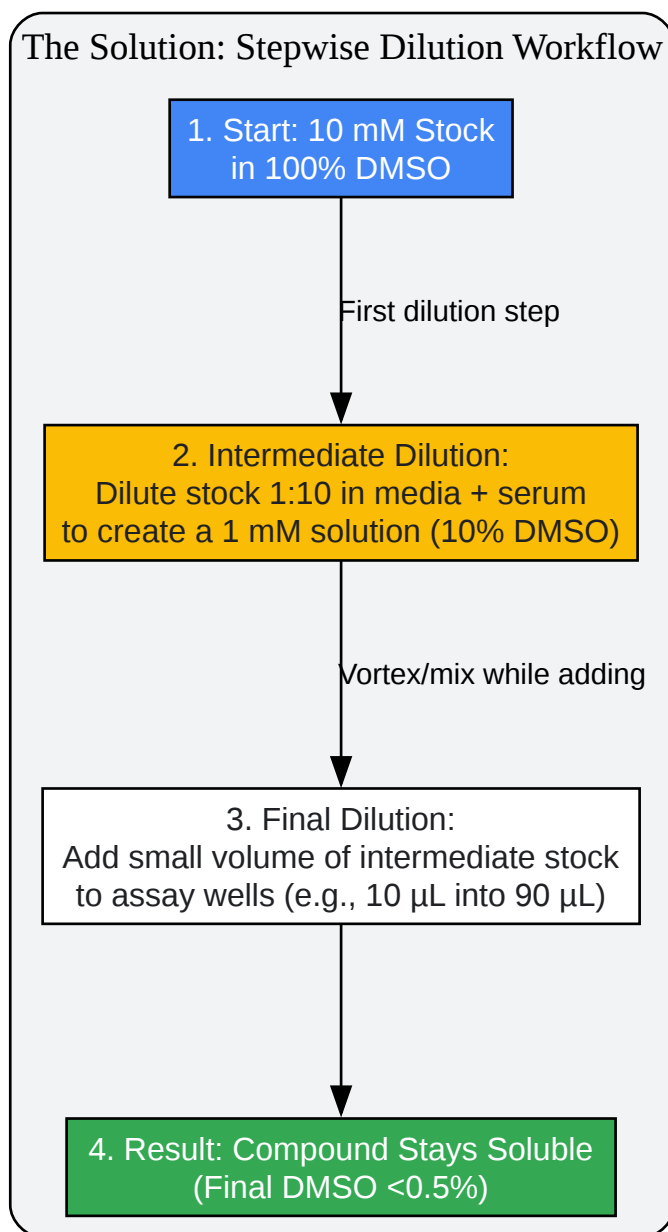 The Solution: Stepwise Dilution Workflow
1. Start: 10 mM Stock
in 100% DMSO
First dilution step
2. Intermediate Dilution:
Dilute stock 1:10 in media + serum
to create a 1 mM solution (10% DMSO)
Vortex/mix while adding
3. Final Dilution:
Add small volume of intermediate stock
to assay wells (e.g., 10 µL into 90 µL)
4. Result: Compound Stays Soluble
(Final DMSO <0.5%)